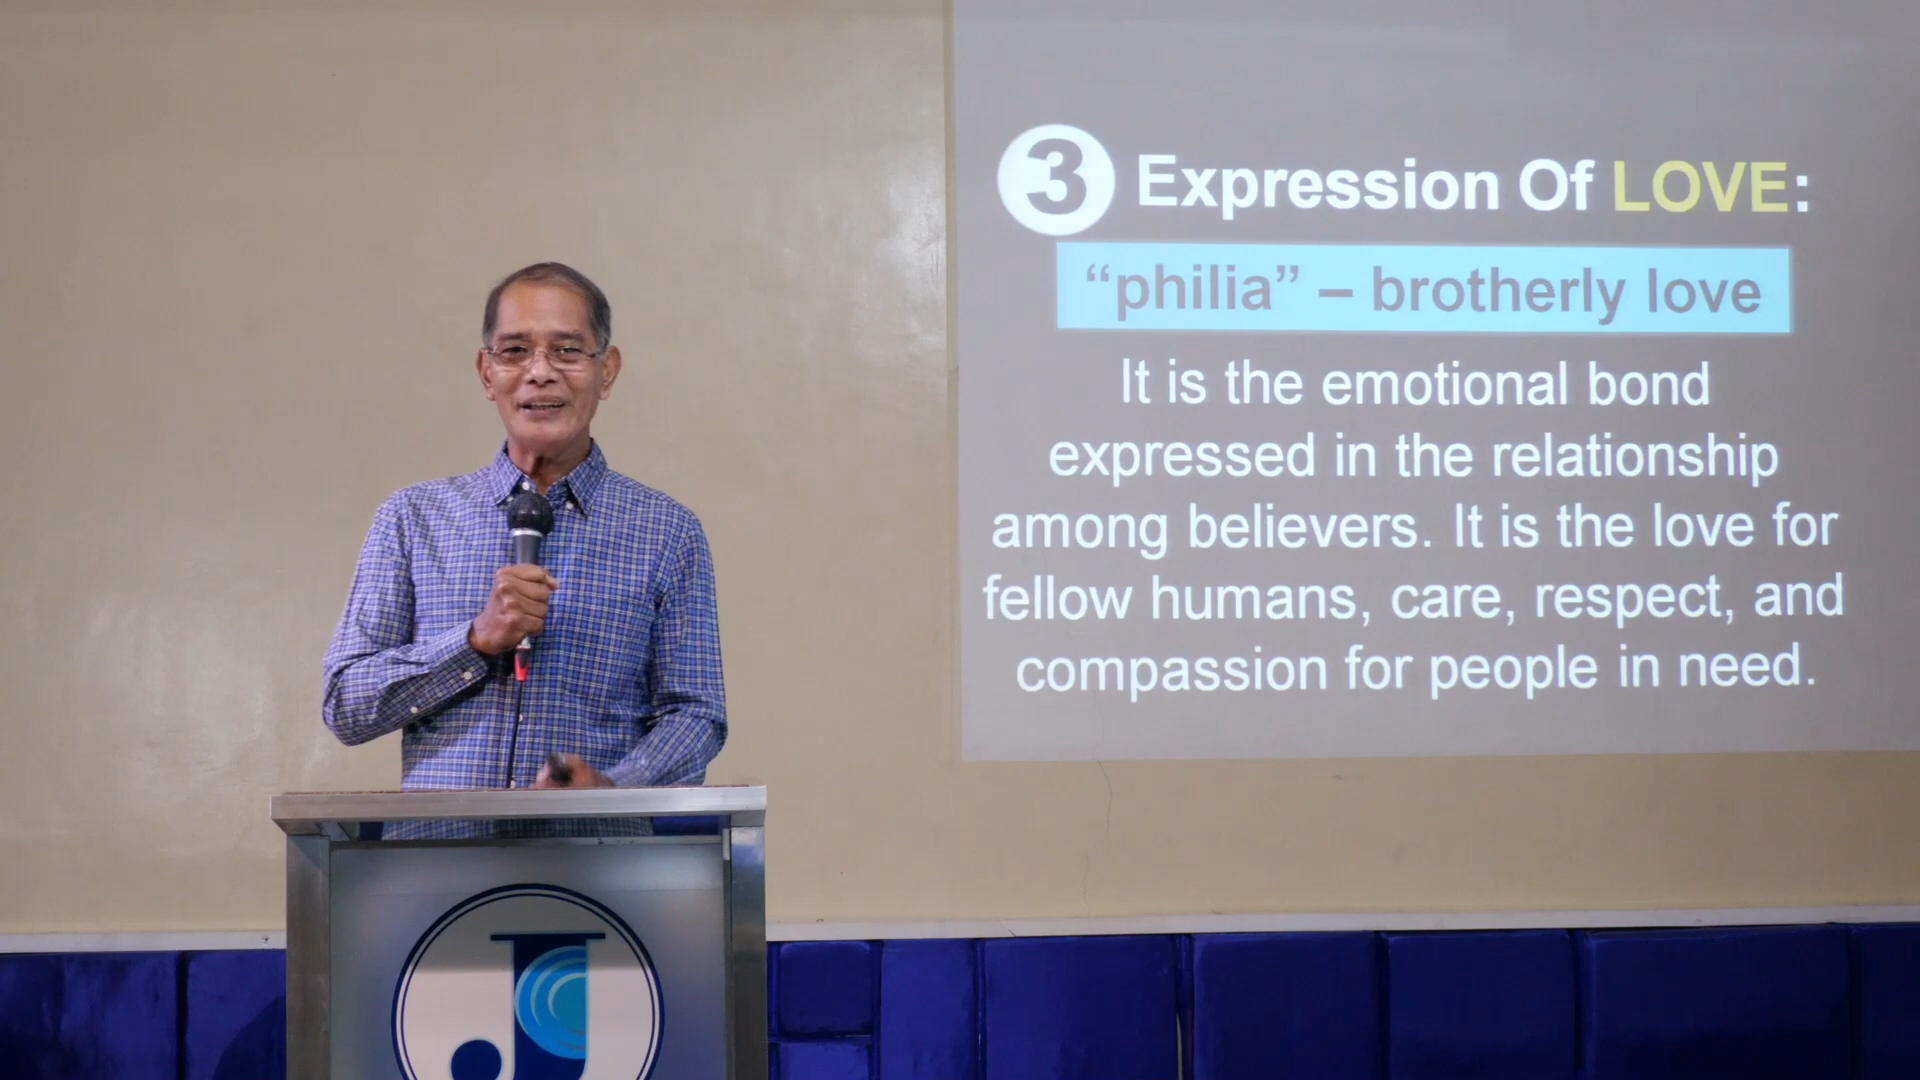 3 Expression Of LOVE:
“philia” – brotherly love
It is the emotional bond
expressed in the relationship
among believers. It is the love for
fellow humans, care, respect, and
compassion for people in need.
J